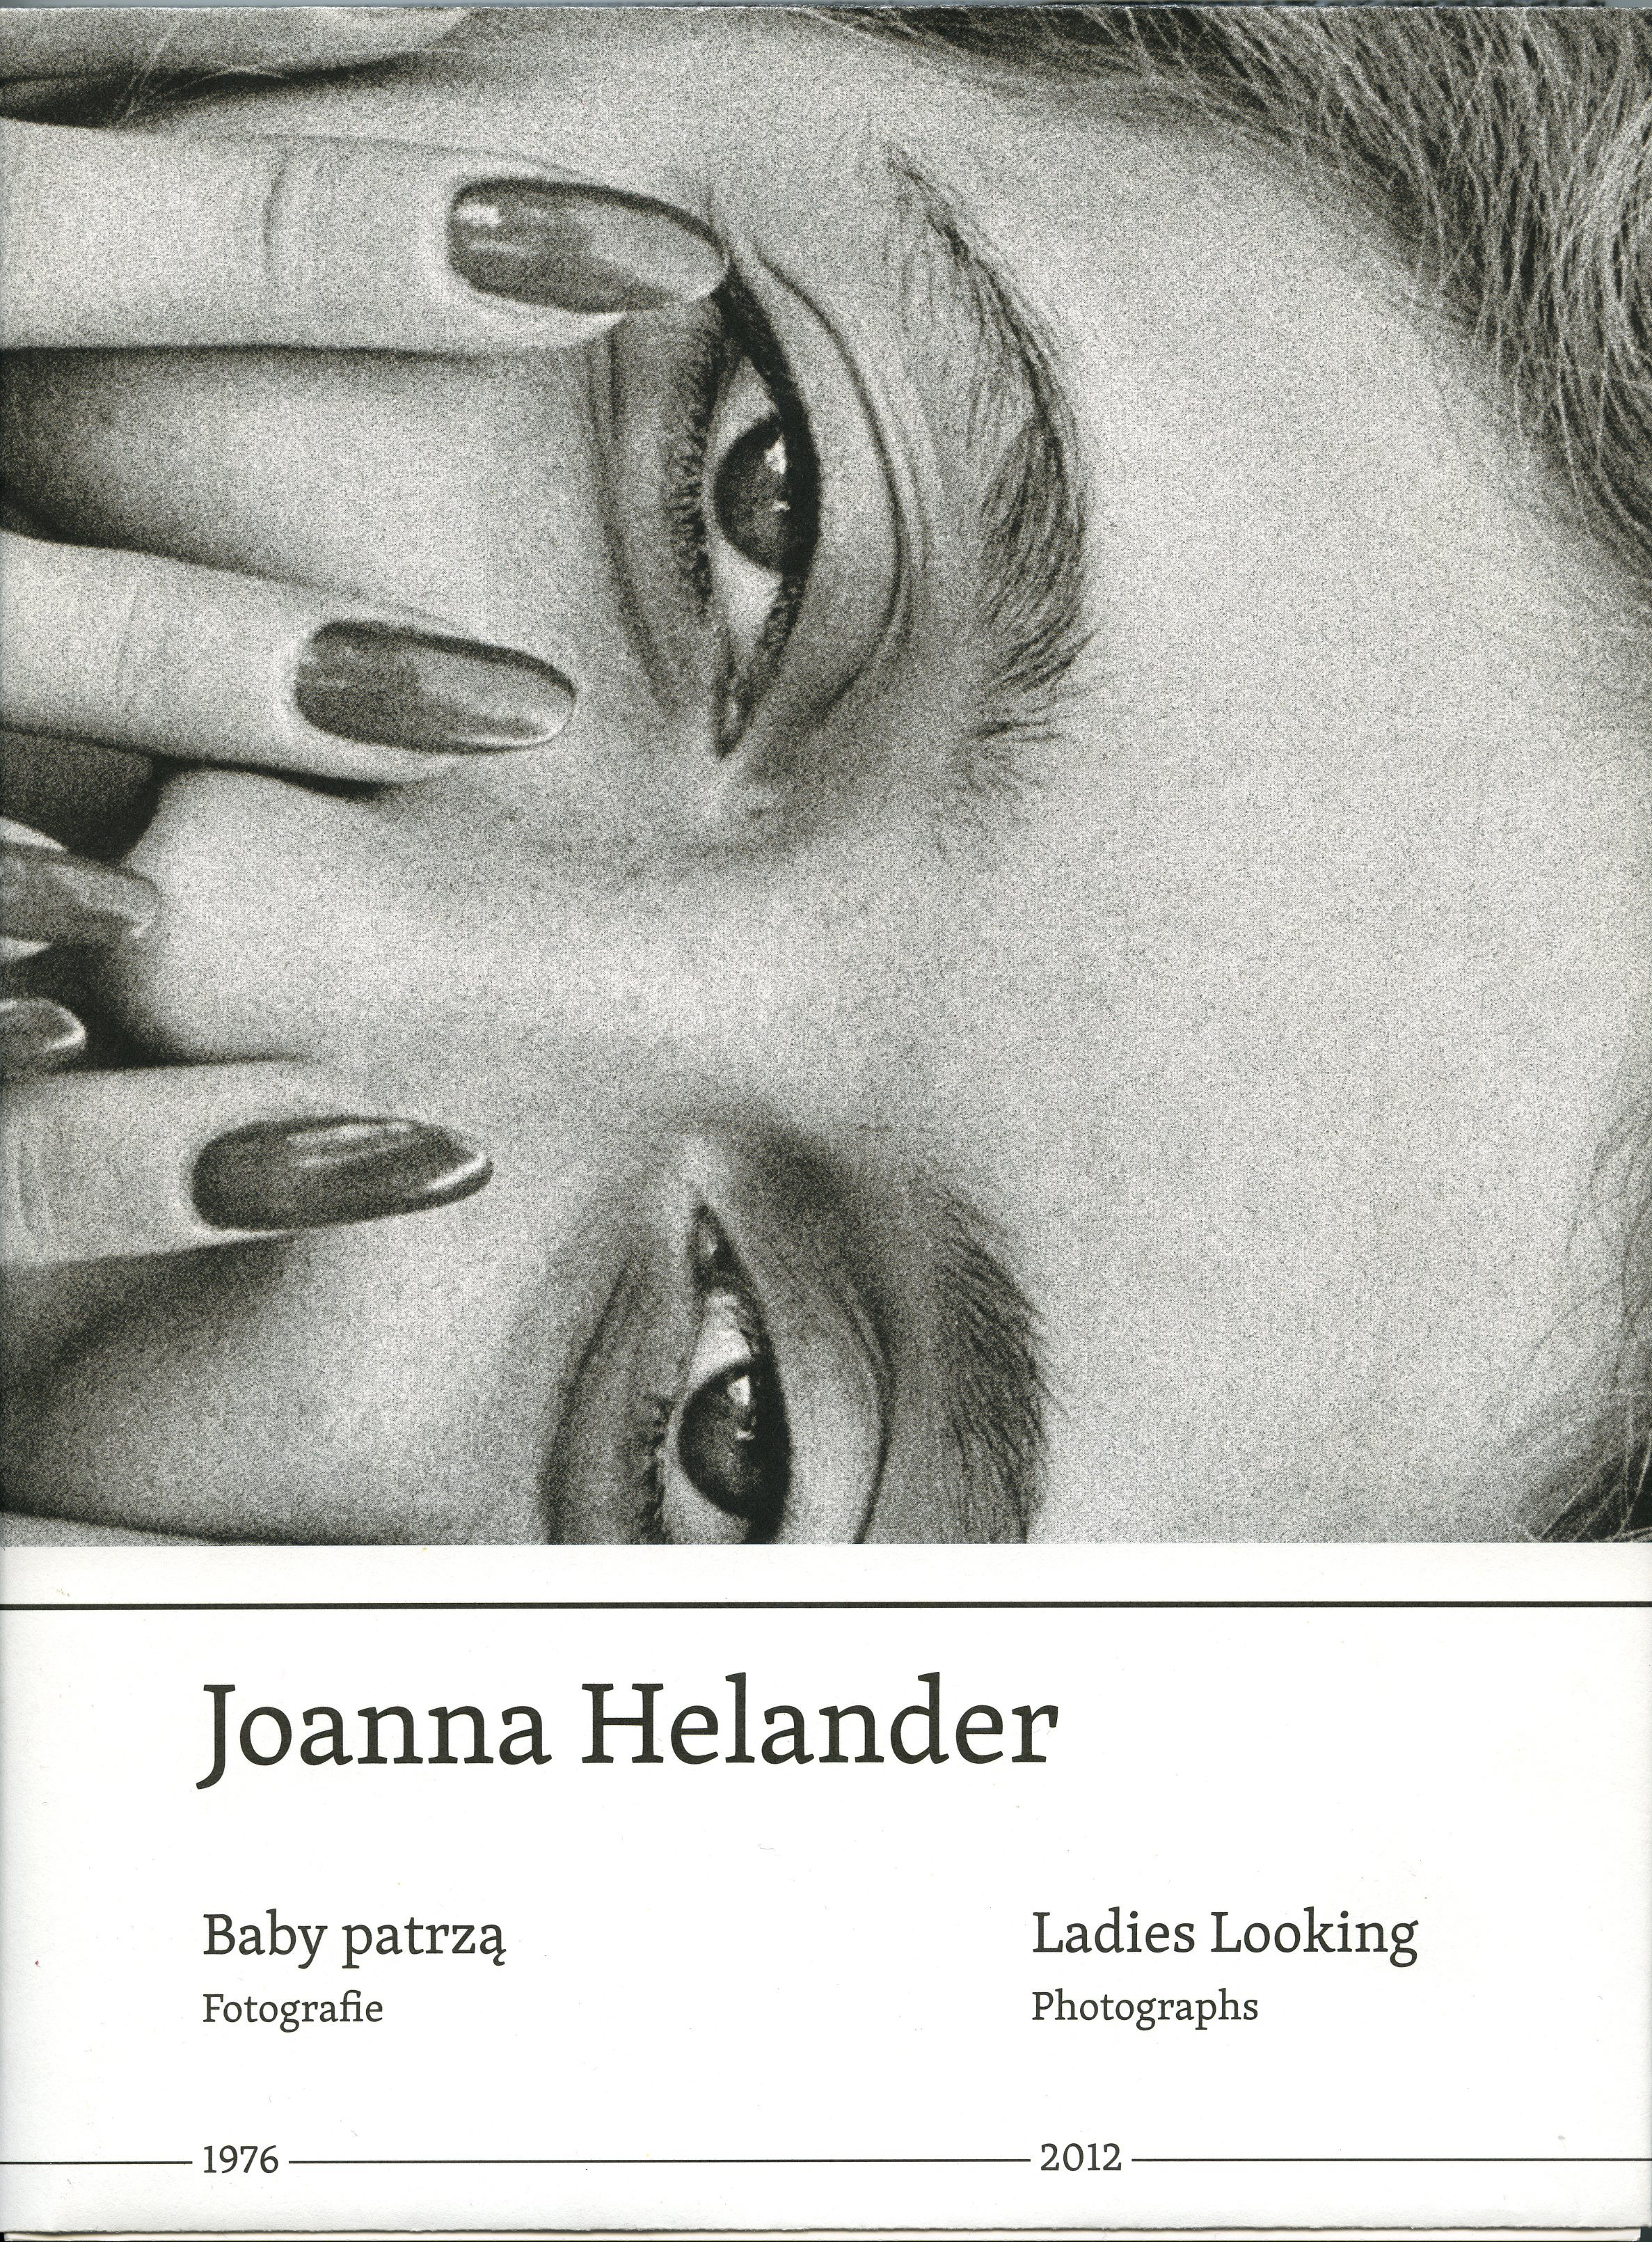 Joanna Helander
Baby patrzą
Fotografie
Ladies Looking
Photographs
1976
2012